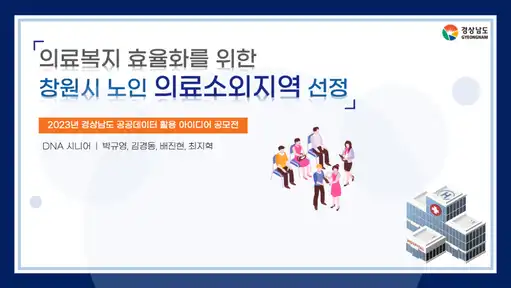 경상남도
GYEONGNAM
의료복지 효율화를 위한
창원시 노인 의료소외지역 선정
2023년 경상남도 공공데이터 활용 아이디어 공모전
DNA 시니어 | 박규영, 김경동, 배진현, 최지혁
H